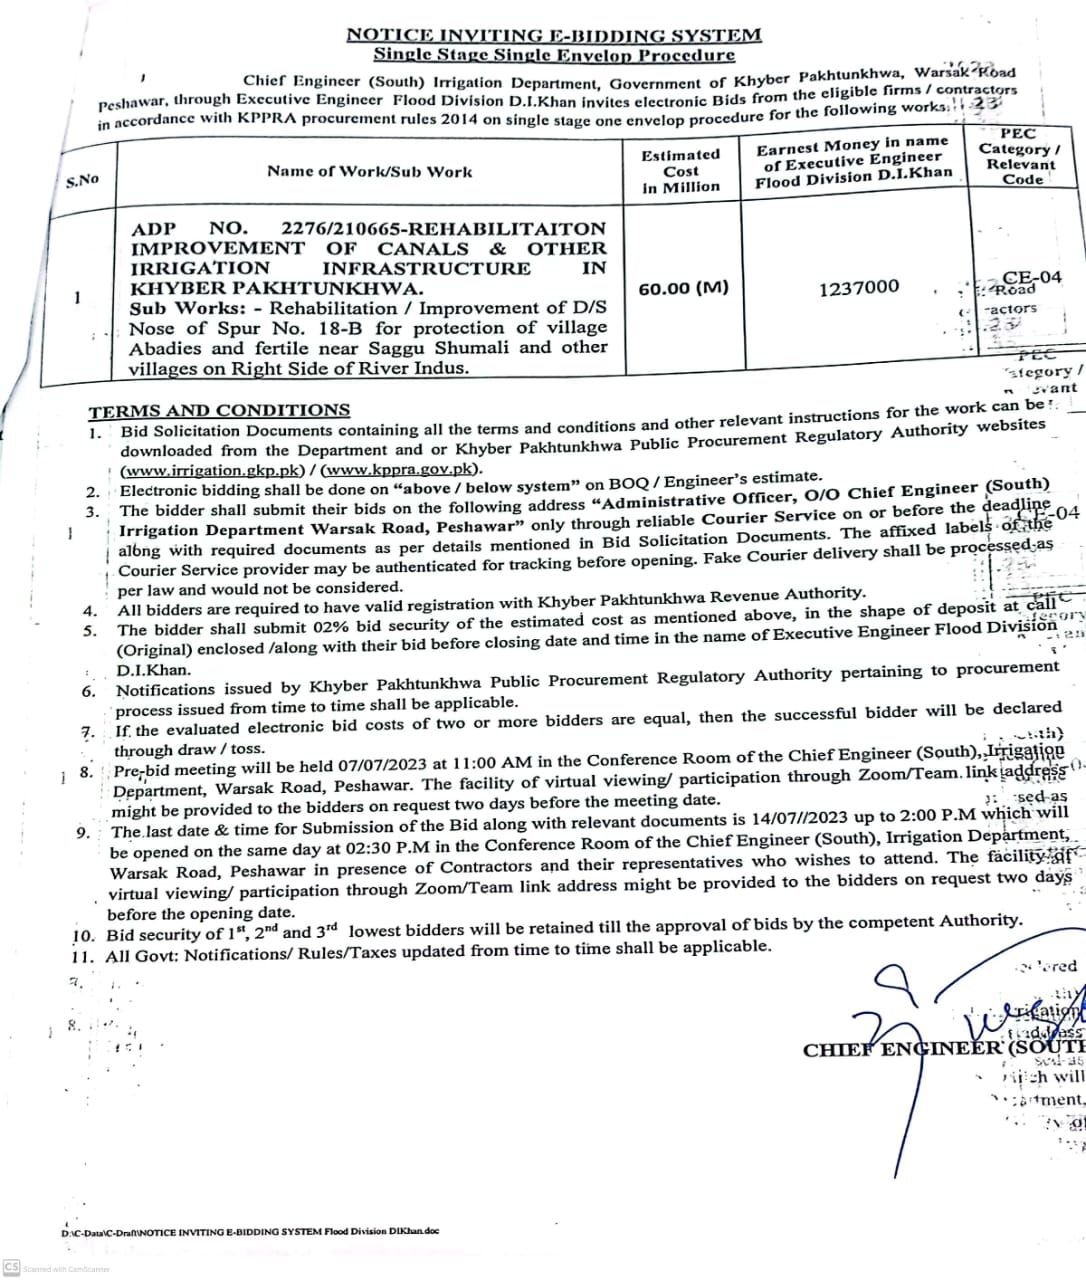 NOTICE INVITING E-BIDDING SYSTEM
Single Stage Single Envelop Procedure
Chief Engineer (South) Irrigation Department, Government of Khyber Pakhtunkhwa, Warsak Road
Peshawar, through Executive Engineer Flood Division D.I.Khan invites electronic Bids from the eligible firms / contractors
in accordance with KPPRA procurement rules 2014 on single stage one envelop procedure for the following works.
S.No
Name of Work/Sub Work
Estimated
Cost
in Million
Earnest Money in name
of Executive Engineer
Flood Division D.I.Khan
PEC
Category /
Relevant
Code
1
ADP NO. 2276/210665-REHABILITAITON
IMPROVEMENT OF CANALS & OTHER
IRRIGATION INFRASTRUCTURE IN
KHYBER PAKHTUNKHWA.
Sub Works: - Rehabilitation / Improvement of D/S
Nose of Spur No. 18-B for protection of village
Abadies and fertile near Saggu Shumali and other
villages on Right Side of River Indus.
60.00 (M)
1237000
CE-04
TERMS AND CONDITIONS
1. Bid Solicitation Documents containing all the terms and conditions and other relevant instructions for the work can be
downloaded from the Department and or Khyber Pakhtunkhwa Public Procurement Regulatory Authority websites
(www.irrigation.gkp.pk) / (www.kppra.gov.pk).
2. Electronic bidding shall be done on "above / below system" on BOQ / Engineer's estimate.
3. The bidder shall submit their bids on the following address "Administrative Officer, O/O Chief Engineer (South)
Irrigation Department Warsak Road, Peshawar" only through reliable Courier Service on or before the deadline
along with required documents as per details mentioned in Bid Solicitation Documents. The affixed labels of the
Courier Service provider may be authenticated for tracking before opening. Fake Courier delivery shall be processed as
per law and would not be considered.
4. All bidders are required to have valid registration with Khyber Pakhtunkhwa Revenue Authority.
5. The bidder shall submit 02% bid security of the estimated cost as mentioned above, in the shape of deposit at call
(Original) enclosed /along with their bid before closing date and time in the name of Executive Engineer Flood Division
D.I.Khan.
6. Notifications issued by Khyber Pakhtunkhwa Public Procurement Regulatory Authority pertaining to procurement
process issued from time to time shall be applicable.
7. If the evaluated electronic bid costs of two or more bidders are equal, then the successful bidder will be declared
through draw / toss.
8. Pre-bid meeting will be held 07/07/2023 at 11:00 AM in the Conference Room of the Chief Engineer (South), Irrigation
Department, Warsak Road, Peshawar. The facility of virtual viewing/ participation through Zoom/Team link address
might be provided to the bidders on request two days before the meeting date.
9. The last date & time for Submission of the Bid along with relevant documents is 14/07//2023 up to 2:00 P.M which will
be opened on the same day at 02:30 P.M in the Conference Room of the Chief Engineer (South), Irrigation Department,
Warsak Road, Peshawar in presence of Contractors and their representatives who wishes to attend. The facility of
virtual viewing/ participation through Zoom/Team link address might be provided to the bidders on request two days
before the opening date.
10. Bid security of 1st, 2nd and 3rd lowest bidders will be retained till the approval of bids by the competent Authority.
11. All Govt: Notifications/ Rules/Taxes updated from time to time shall be applicable.
CHIEF ENGINEER (SOUTH
D:\C-Data\C-Draft\NOTICE INVITING E-BIDDING SYSTEM Flood Division DIKhan.doc
CS Scanned with CamScanner